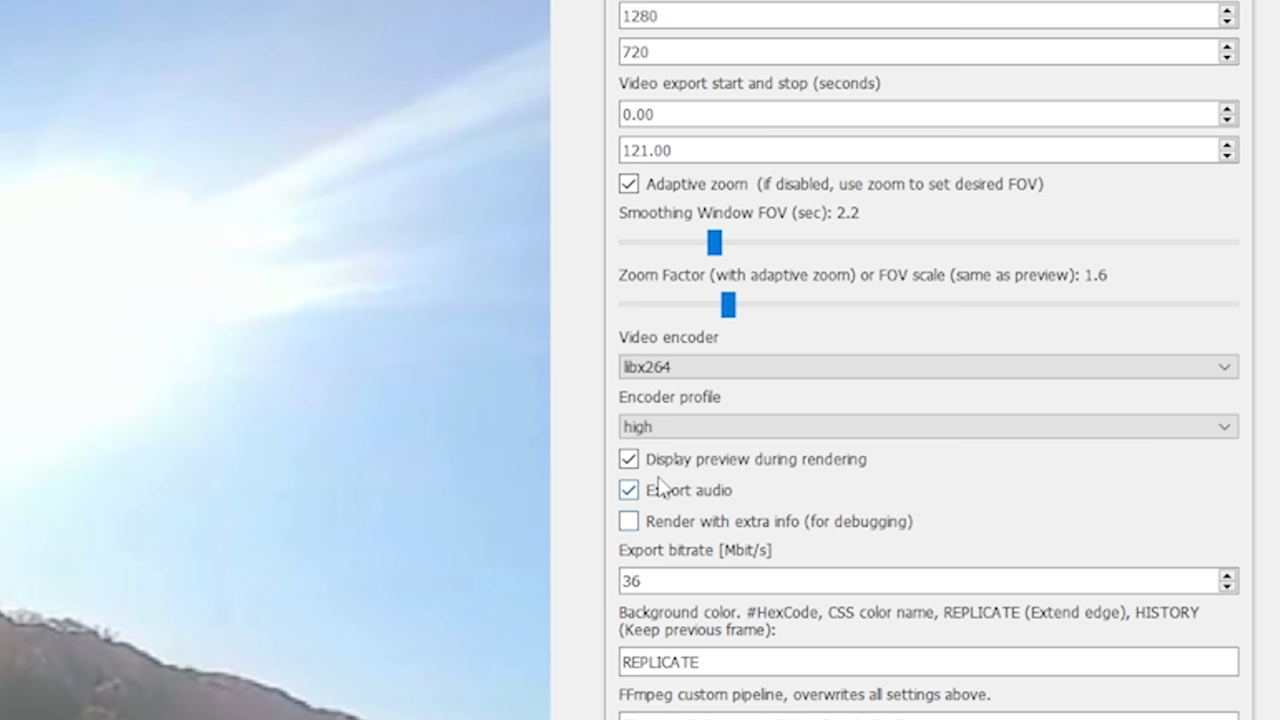 1280
720
Video export start and stop (seconds)
0.00
121.00
Adaptive zoom (if disabled, use zoom to set desired FOV)
Smoothing Window FOV (sec): 2.2
Zoom Factor (with adaptive zoom) or FOV scale (same as preview): 1.6
Video encoder
libx264
Encoder profile
high
Display preview during rendering
Export audio
Render with extra info (for debugging)
Export bitrate [Mbit/s]
36
Background color. #HexCode, CSS color name, REPLICATE (Extend edge), HISTORY
(Keep previous frame):
REPLICATE
FFmpeg custom pipeline, overwrites all settings above.